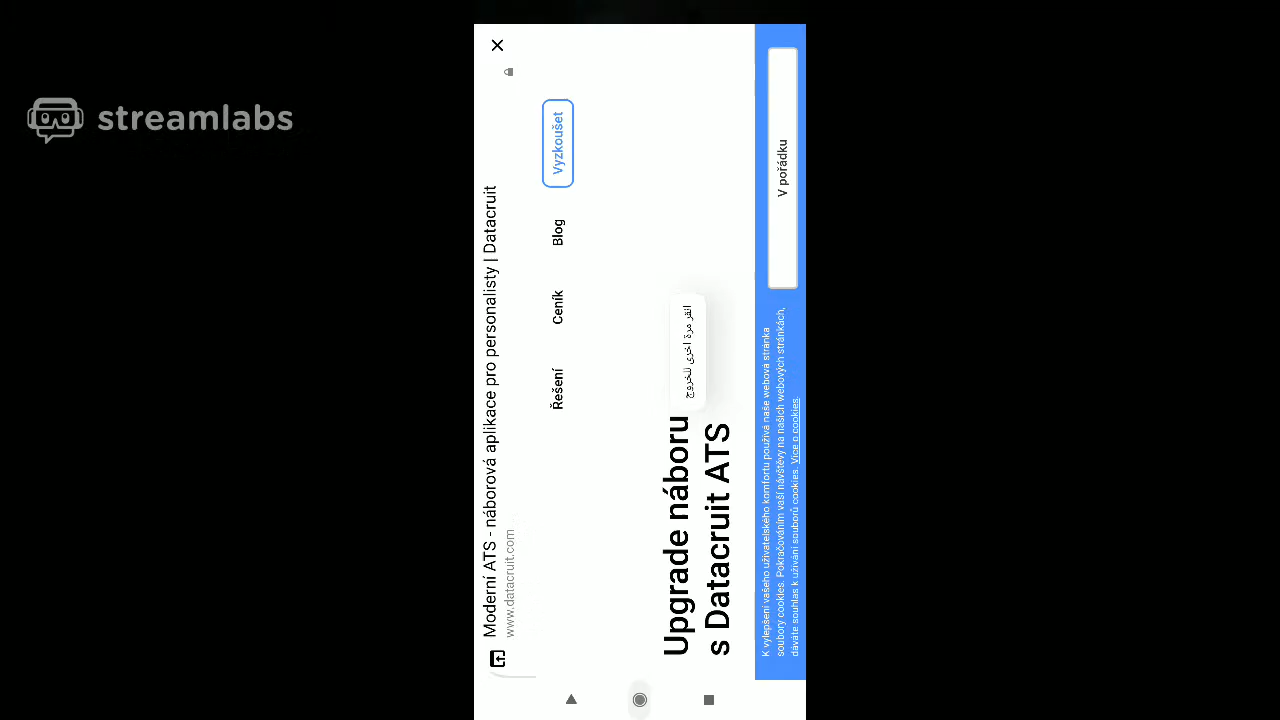 streamlabs
Moderní ATS - náborová aplikace pro personalisty | Datacruit
www.datacruit.com
Řešení
Ceník
Blog
Vyzkoušet
Upgrade náboru
s Datacruit ATS
انقر مرة أخرى للخروج
K vylepšení vašeho uživatelského komfortu používá naše webová stránka
soubory cookies. Pokračováním vaší návštěvy na našich webových stránkách,
dáváte souhlas k užívání souborů cookies. Více o cookies.
V pořádku